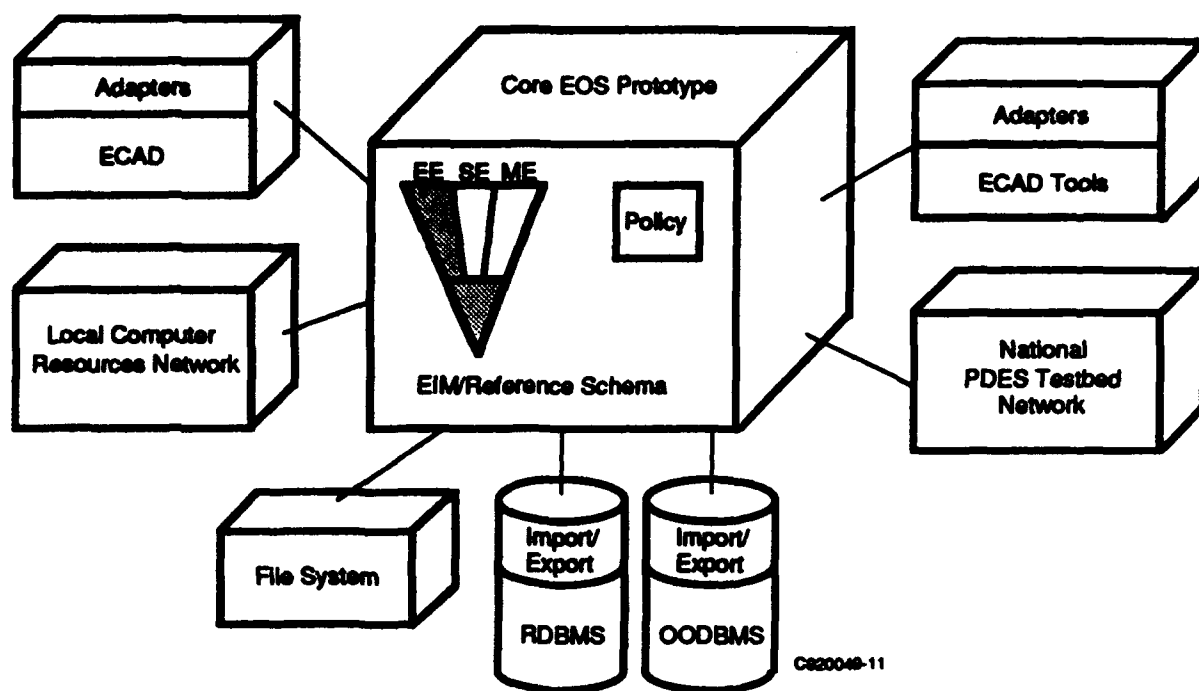 Adapters
ECAD
Core EOS Prototype
Adapters
ECAD Tools
EE SE ME
Policy
Local Computer
Resources Network
EIM/Reference Schema
National
PDES Testbed
Network
File System
Import/
Export
RDBMS
Import/
Export
OODBMS
C920049-11